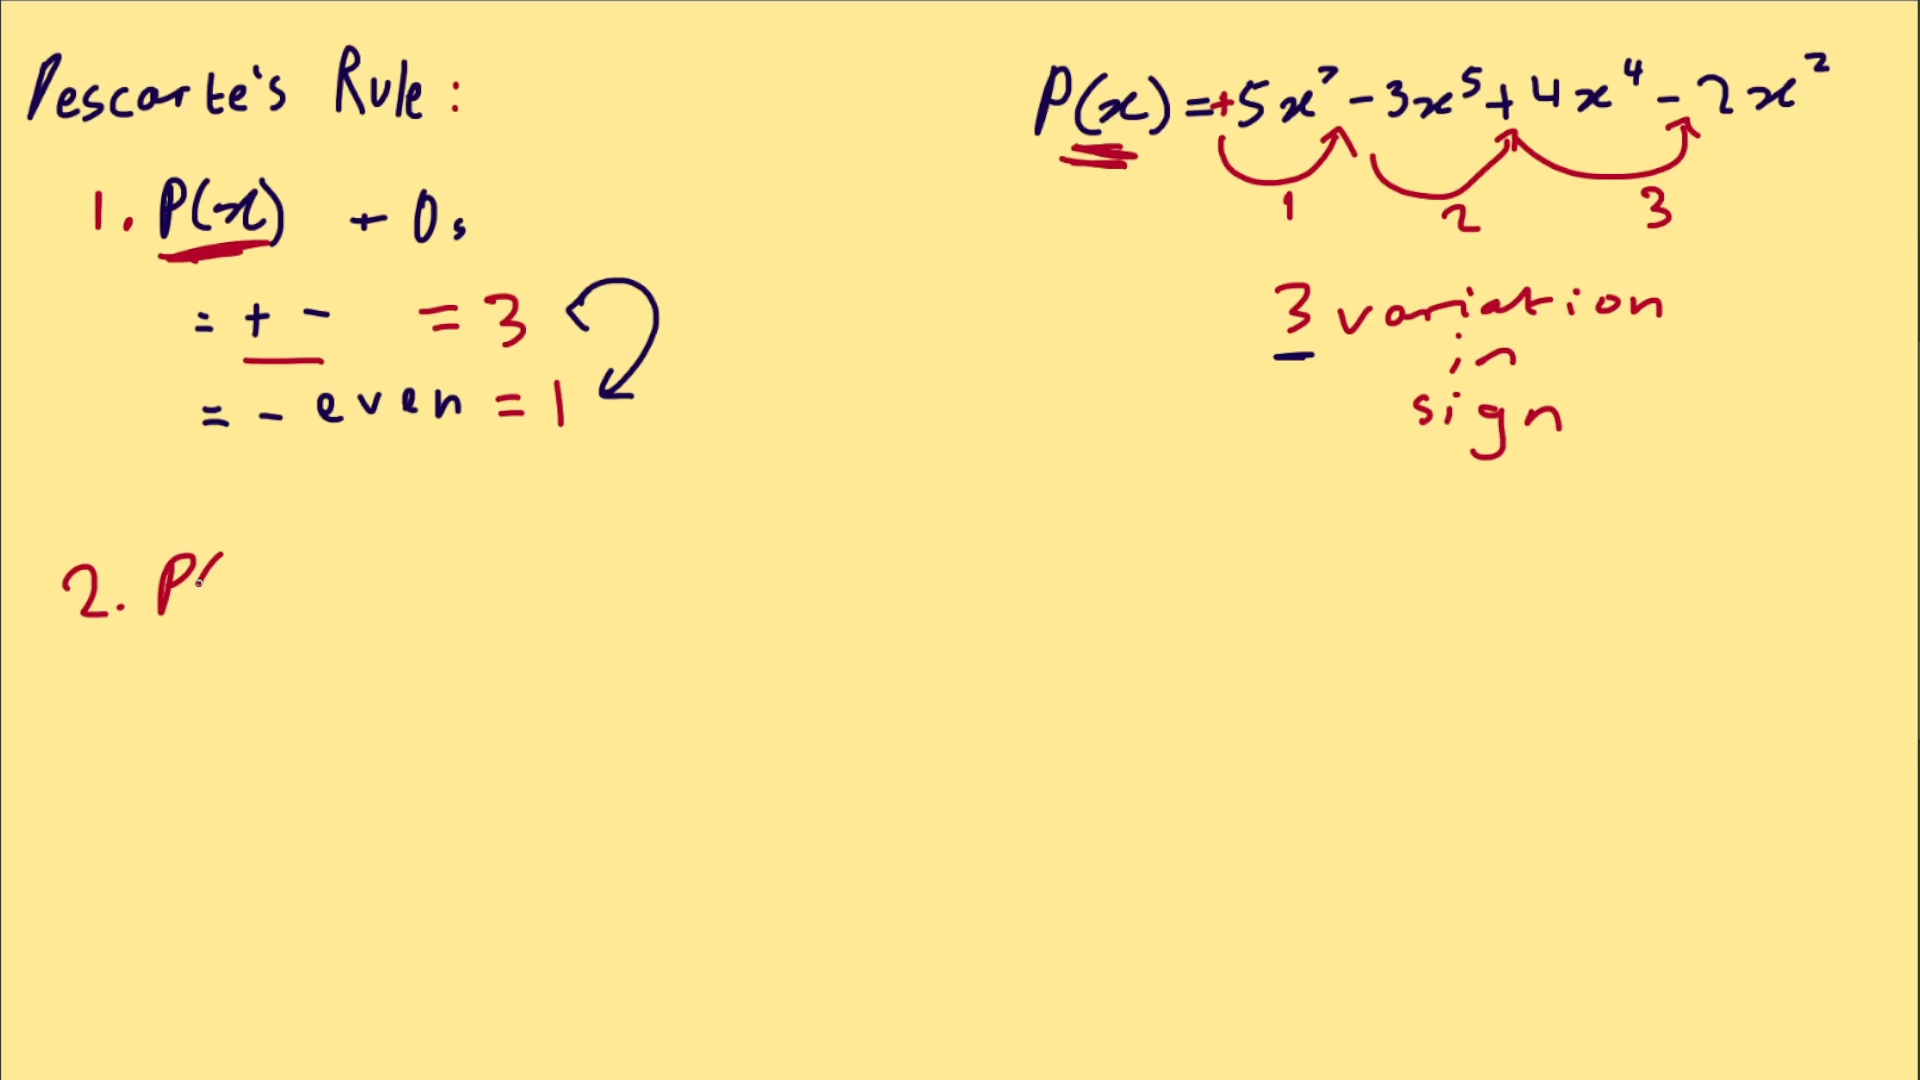 Descarte's Rule:
1. P(x) + 0s
= + - = 3
= - even = 1
2. P(
P(x) = +5x⁷ - 3x⁵ + 4x⁴ - 2x²
1 2 3
3 variation
in
sign